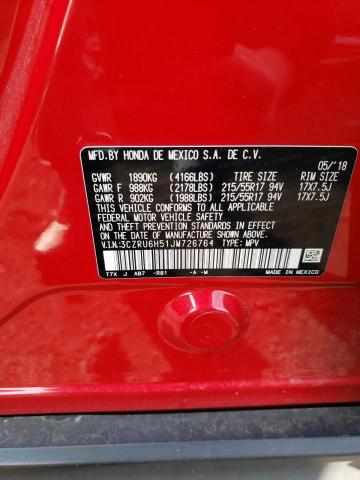 MFD.BY HONDA DE MEXICO S.A. DE C.V. 05/'18
GVWR 1890KG (4166LBS) TIRE SIZE RIM SIZE
GAWR F 988KG (2178LBS) 215/55R17 94V 17X7.5J
GAWR R 902KG (1988LBS) 215/55R17 94V 17X7.5J
THIS VEHICLE CONFORMS TO ALL APPLICABLE
FEDERAL MOTOR VEHICLE SAFETY AND
THEFT PREVENTION STANDARDS IN EFFECT ON
THE DATE OF MANUFACTURE SHOWN ABOVE.
V.I.N:3CZRU6H51JM726764 TYPE: MPV
T7X J AB7 -R81 -A -M
MADE IN MEXICO